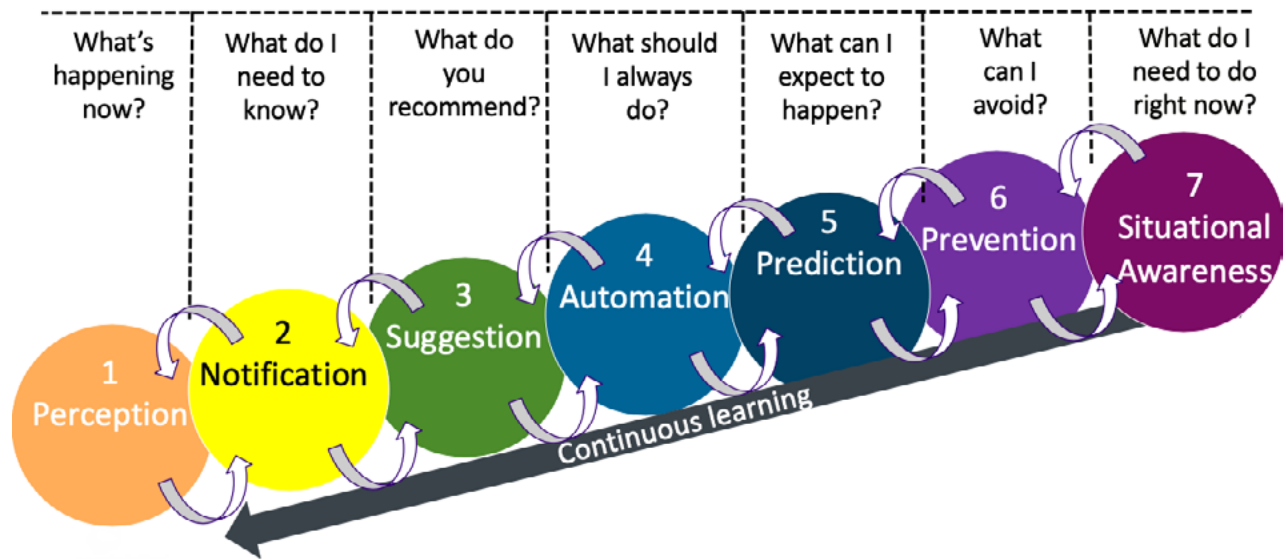 What's
happening
now?
What do I
need to
know?
What do
you
recommend?
What should
I always
do?
What can I
expect to
happen?
What
can I
avoid?
What do I
need to do
right now?
1
Perception
2
Notification
3
Suggestion
4
Automation
5
Prediction
6
Prevention
7
Situational
Awareness
Continuous learning